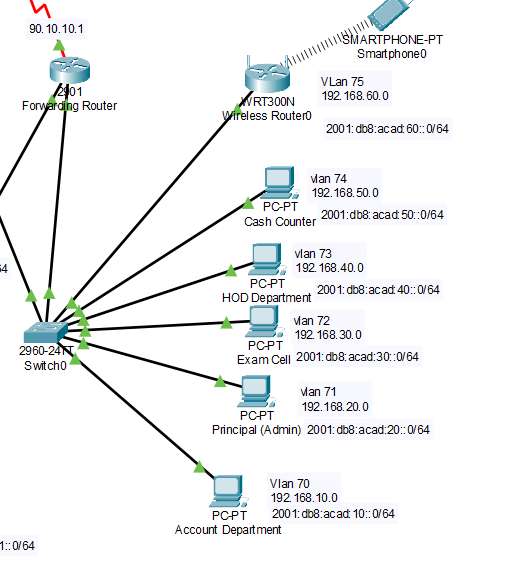 90.10.10.1
2901
Forwarding Router
SMARTPHONE-PT
Smartphone0
WRT300N
Wireless Router0
VLan 75
192.168.60.0
2001:db8:acad:60::0/64
PC-PT
Cash Counter
vlan 74
192.168.50.0
2001:db8:acad:50::0/64
PC-PT
HOD Department
vlan 73
192.168.40.0
2001:db8:acad:40::0/64
64
2960-24TT
Switch0
PC-PT
Exam Cell
vlan 72
192.168.30.0
2001:db8:acad:30::0/64
PC-PT
Principal (Admin)
vlan 71
192.168.20.0
2001:db8:acad:20::0/64
PC-PT
Account Department
Vlan 70
192.168.10.0
2001:db8:acad:10::0/64
1::0/64